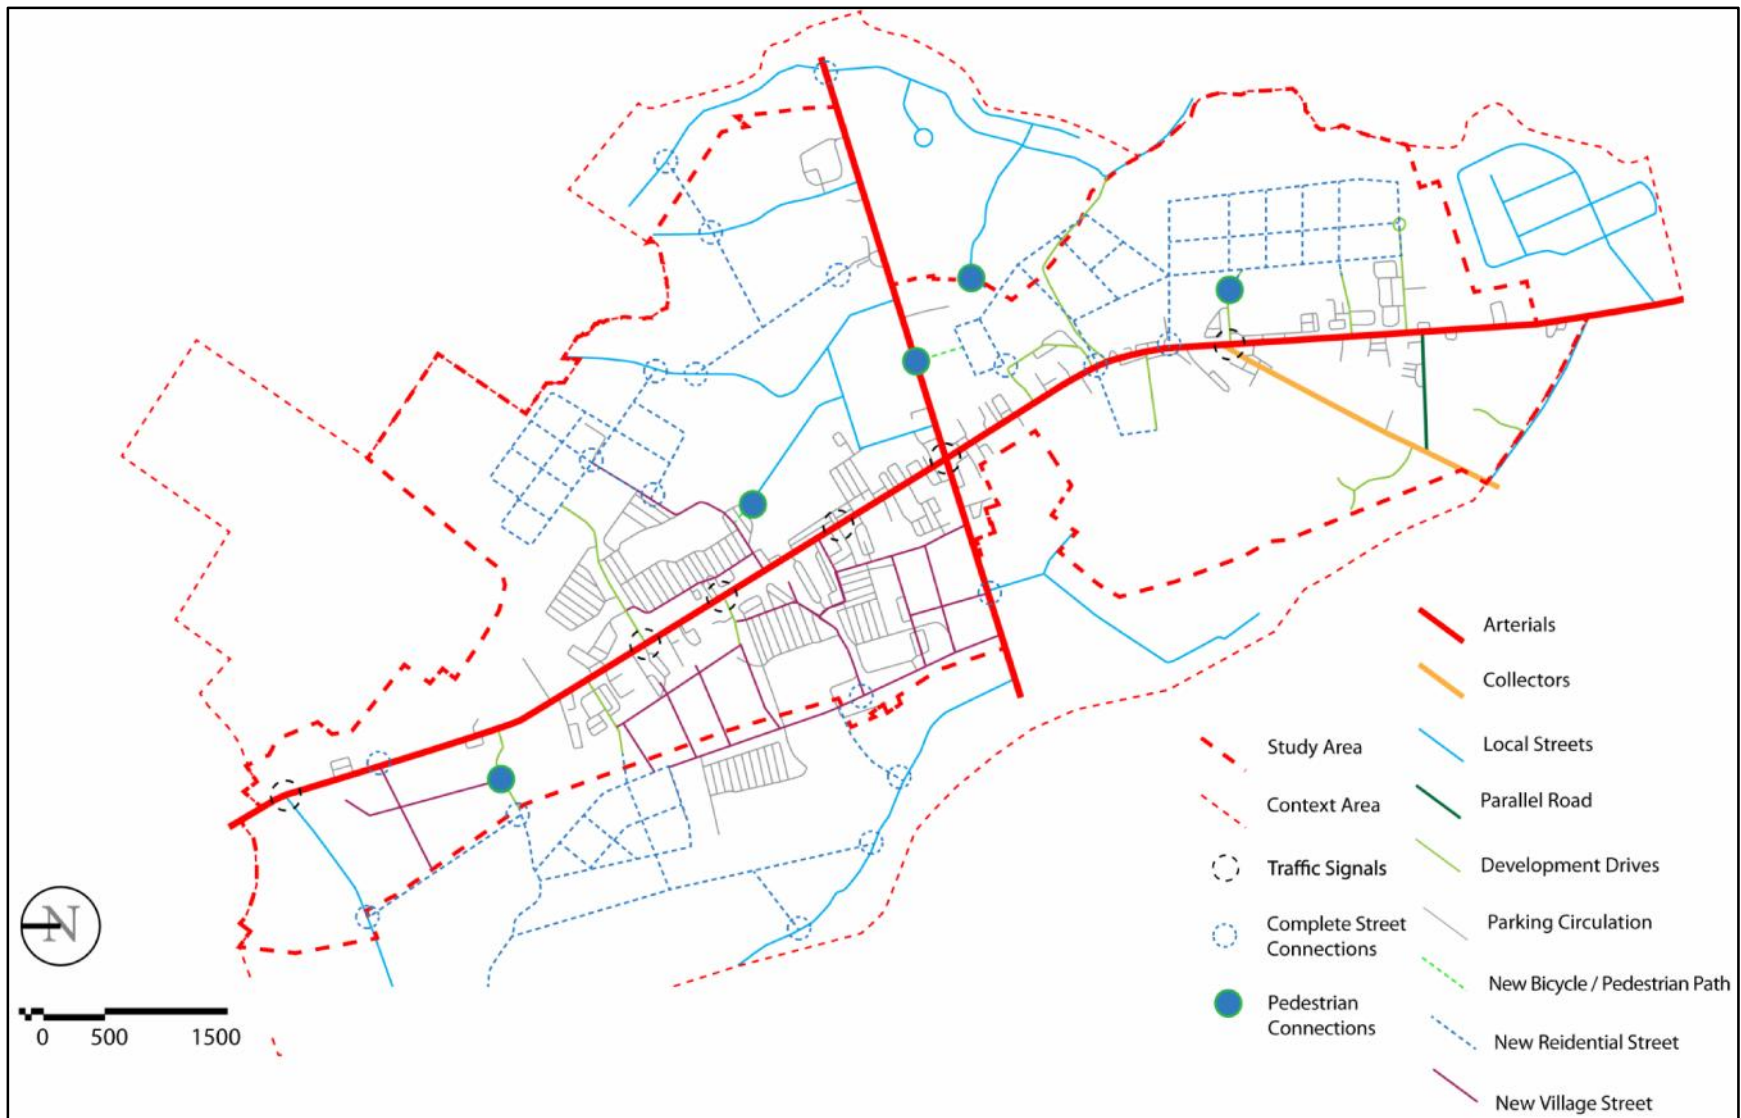 Arterials
Collectors
Local Streets
Parallel Road
Development Drives
Parking Circulation
New Bicycle / Pedestrian Path
New Reidential Street
New Village Street
Study Area
Context Area
Traffic Signals
Complete Street
Connections
Pedestrian
Connections
N
0 500 1500